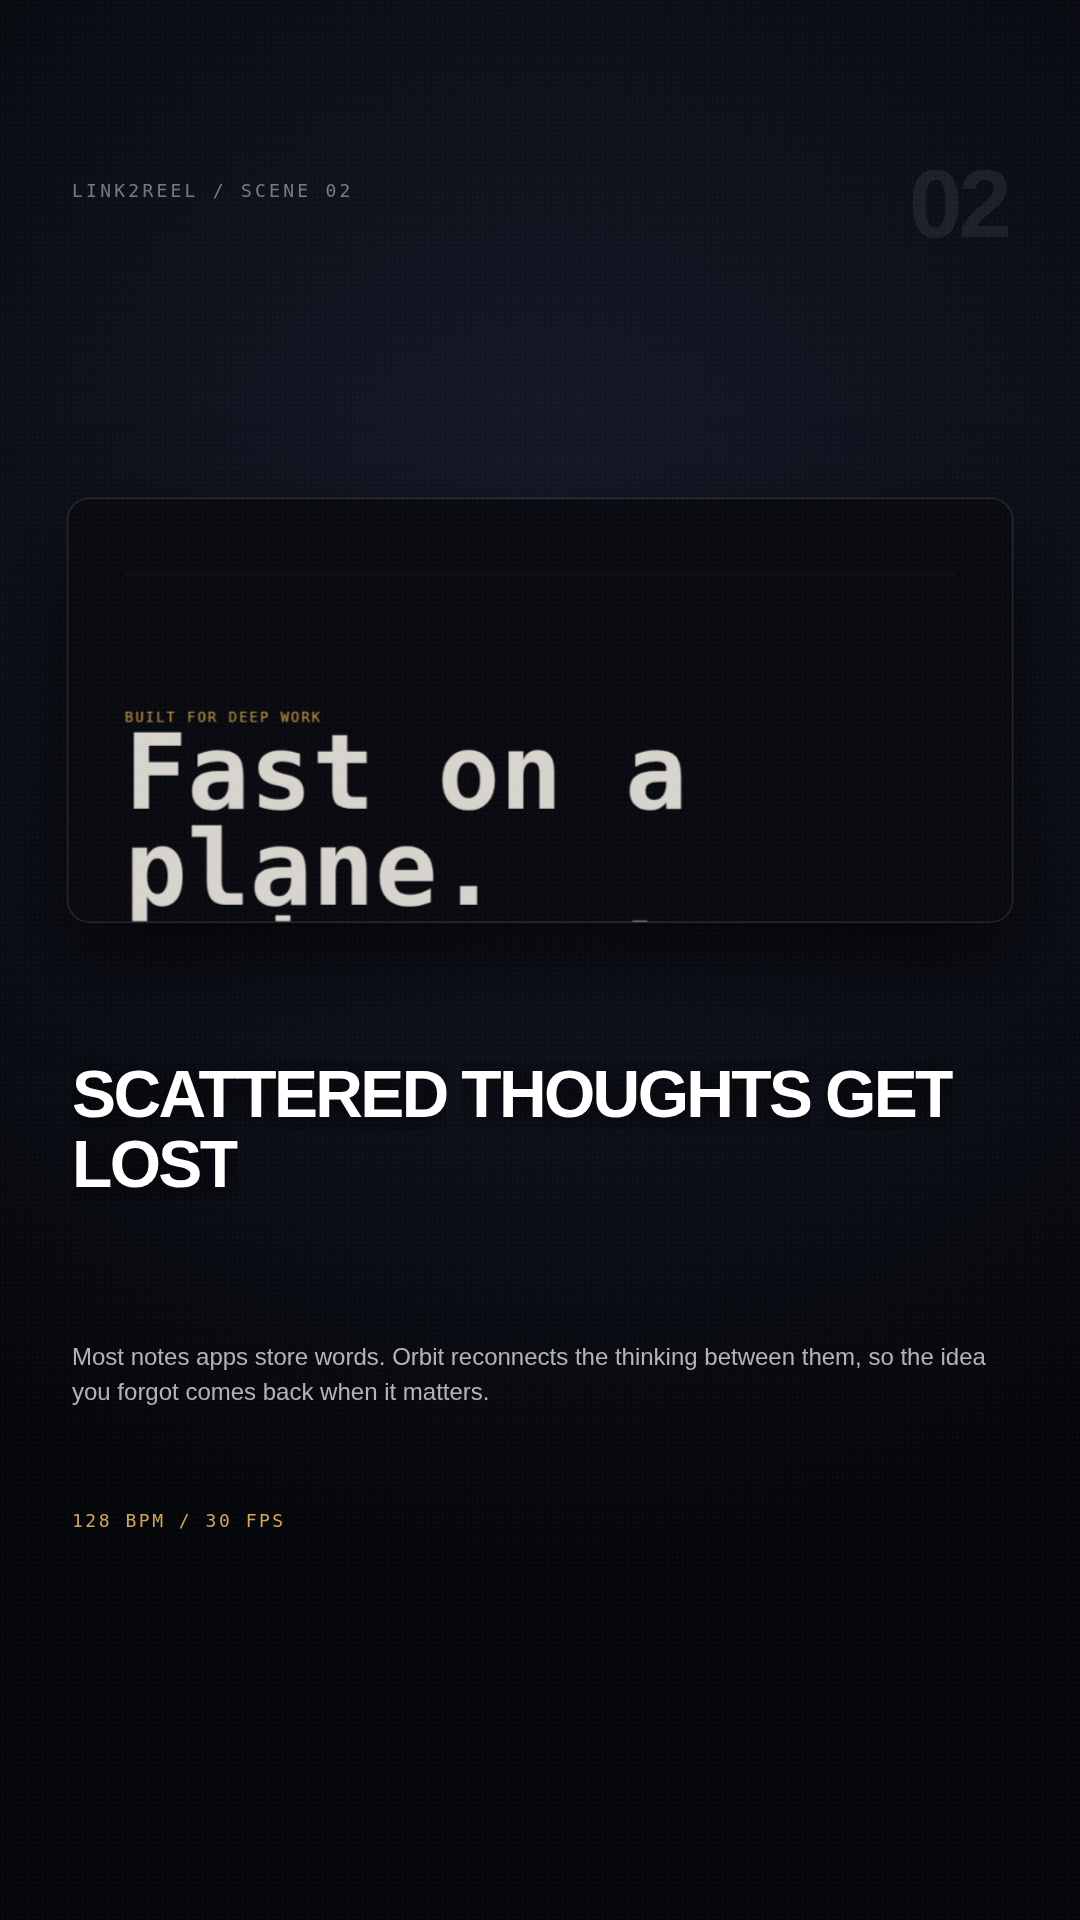 LINK2REEL / SCENE 02
02
BUILT FOR DEEP WORK
Fast on a
plane.
SCATTERED THOUGHTS GET
LOST
Most notes apps store words. Orbit reconnects the thinking between them, so the idea
you forgot comes back when it matters.
128 BPM / 30 FPS